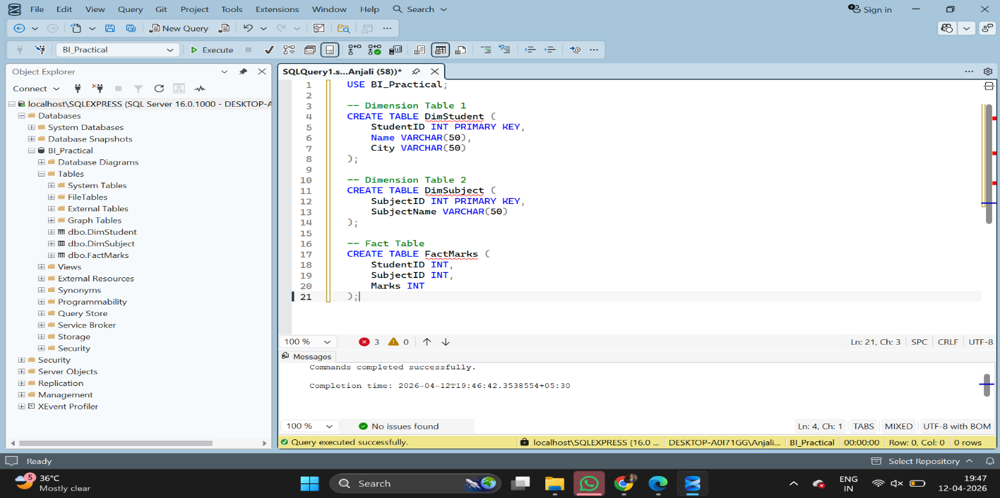 File Edit View Query Git Project Tools Extensions Window Help Search Sign in
New Query
BI_Practical Execute
Object Explorer
Connect
localhost\SQLEXPRESS (SQL Server 16.0.1000 - DESKTOP-A
Databases
System Databases
Database Snapshots
BI_Practical
Database Diagrams
Tables
System Tables
FileTables
External Tables
Graph Tables
dbo.DimStudent
dbo.DimSubject
dbo.FactMarks
Views
External Resources
Synonyms
Programmability
Query Store
Service Broker
Storage
Security
Security
Server Objects
Replication
Management
XEvent Profiler
SQLQuery1.s...Anjali (58))*
1 USE BI_Practical;
2
3 -- Dimension Table 1
4 CREATE TABLE DimStudent (
5 StudentID INT PRIMARY KEY,
6 Name VARCHAR(50),
7 City VARCHAR(50)
8 );
9
10 -- Dimension Table 2
11 CREATE TABLE DimSubject (
12 SubjectID INT PRIMARY KEY,
13 SubjectName VARCHAR(50)
14 );
15
16 -- Fact Table
17 CREATE TABLE FactMarks (
18 StudentID INT,
19 SubjectID INT,
20 Marks INT
21 );
100 % 3 0 Ln: 21, Ch: 3 SPC CRLF UTF-8
Messages
Commands completed successfully.
Completion time: 2026-04-12T19:46:42.3538554+05:30
100 % No issues found Ln: 4, Ch: 1 TABS MIXED UTF-8 with BOM
Query executed successfully. localhost\SQLEXPRESS (16.0 ... DESKTOP-A0I71GG\Anjali... BI_Practical 00:00:00 Row: 0, Col: 0 0 rows
Ready Select Repository
5 36°C
Mostly clear
Search
ENG
IN
19:47
12-04-2026